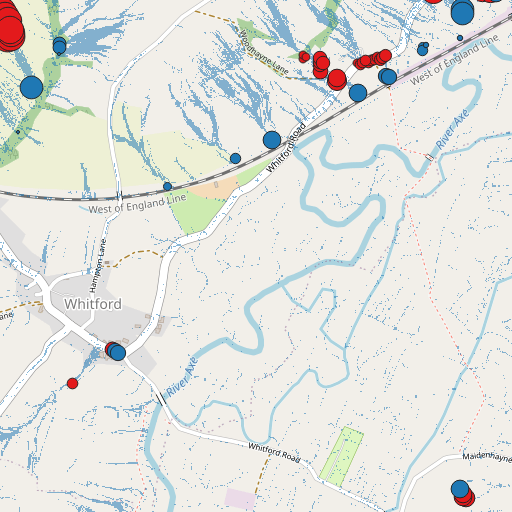 Woodhayne Lane
West of England Line
River Axe
Whitford Road
West of England Line
Hampton Lane
Whitford
ane
River Axe
Whitford Road
Maidenhayne